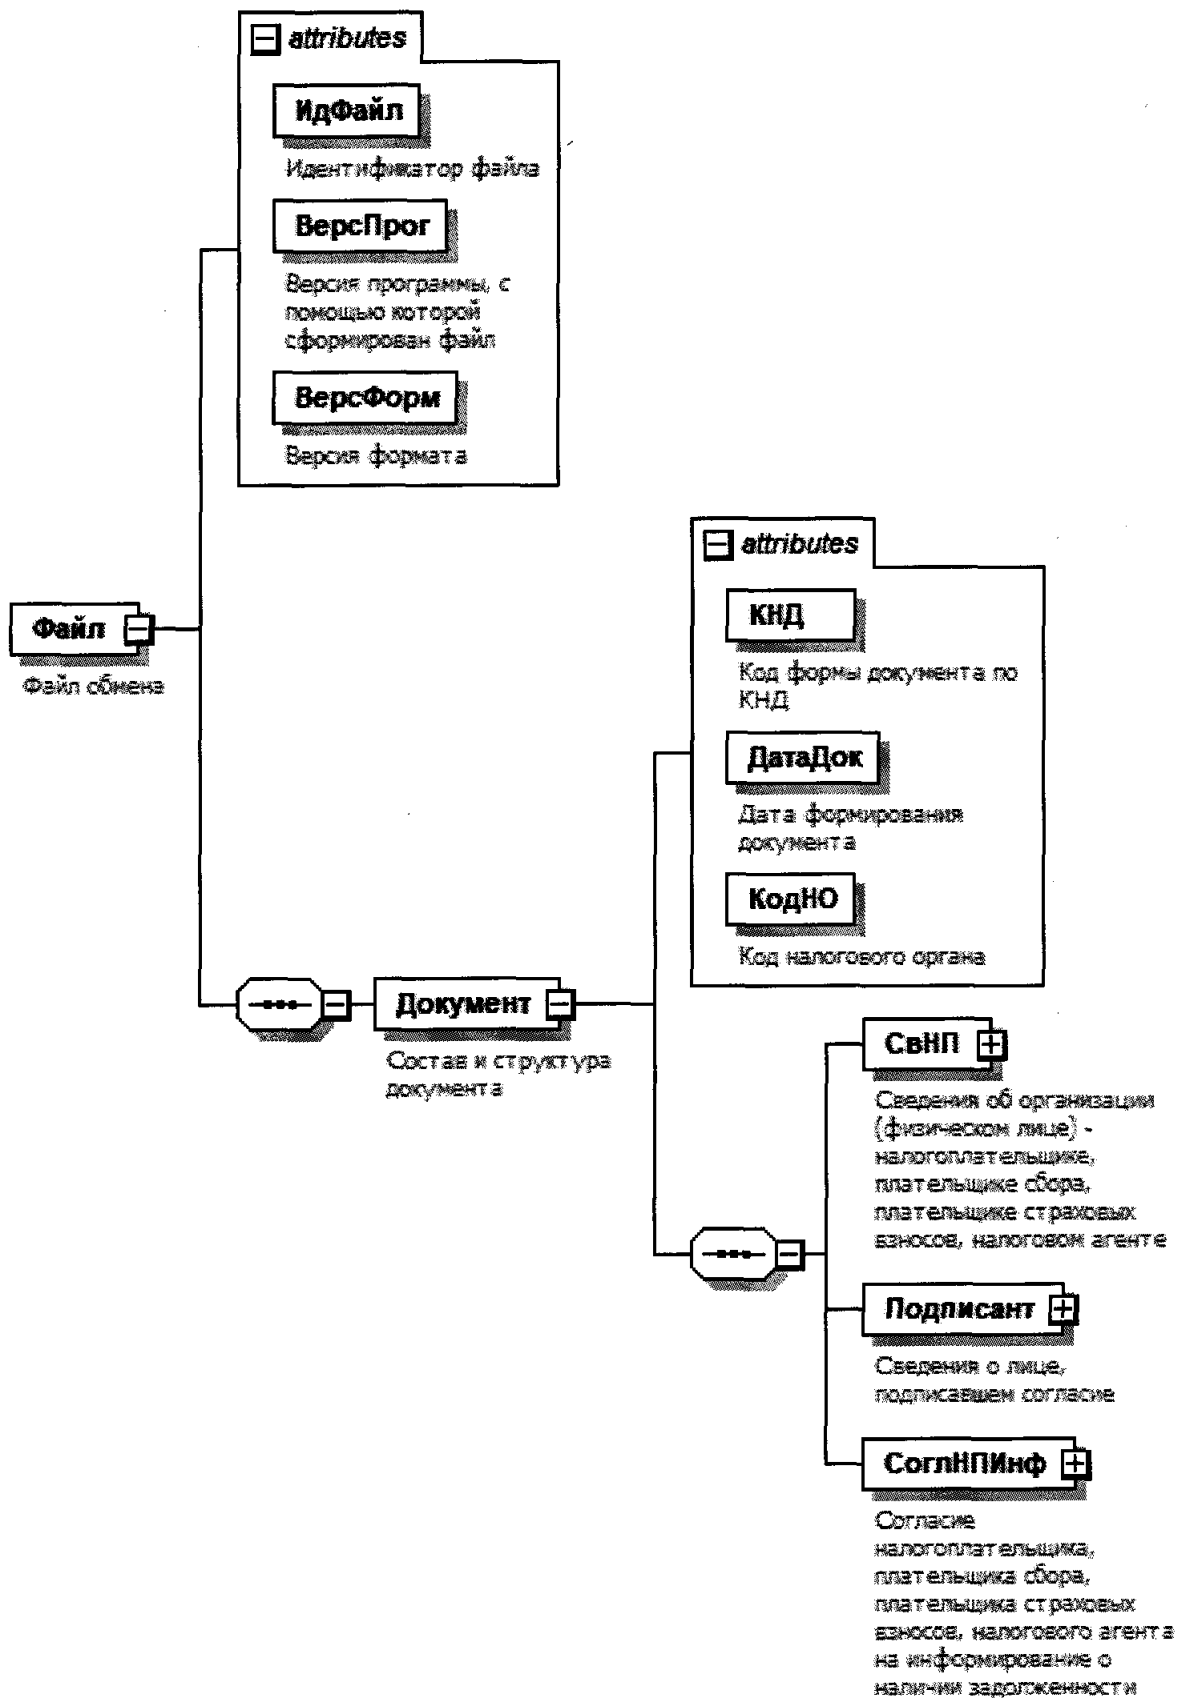 attributes
ИдФайл
Идентификатор файла
ВерсПрог
Версия программы, с
помощью которой
сформирован файл
ВерсФорм
Версия формата
Файл
Файл обмена
attributes
КНД
Код формы документа по
КНД
ДатаДок
Дата формирования
документа
КодНО
Код налогового органа
Документ
Состав и структура
документа
СвНП
Сведения об организации
(физическом лице) -
налогоплательщике,
плательщике сбора,
плательщике страховых
взносов, налоговом агенте
Подписант
Сведения о лице,
подписавшем согласие
СоглНПИнф
Согласие
налогоплательщика,
плательщика сбора,
плательщика страховых
взносов, налогового агента
на информирование о
наличии задолженности